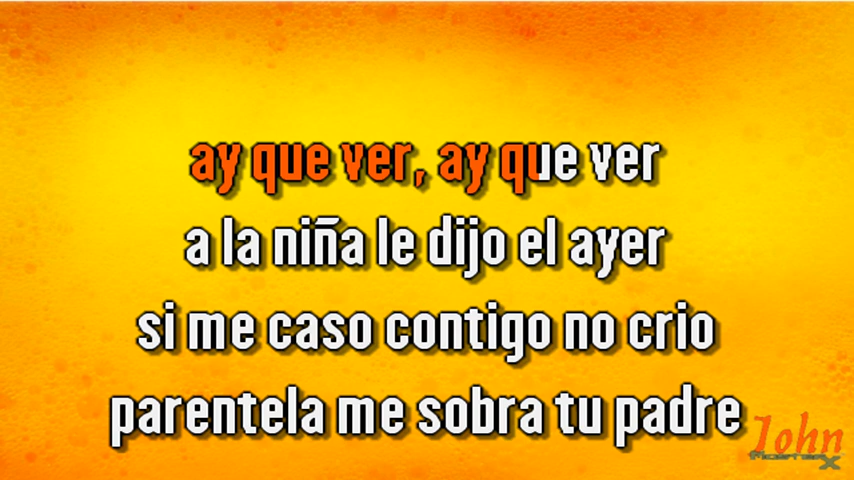 ay que ver, ay que ver
a la niña le dijo el ayer
si me caso contigo no crio
parentela me sobra tu padre
John